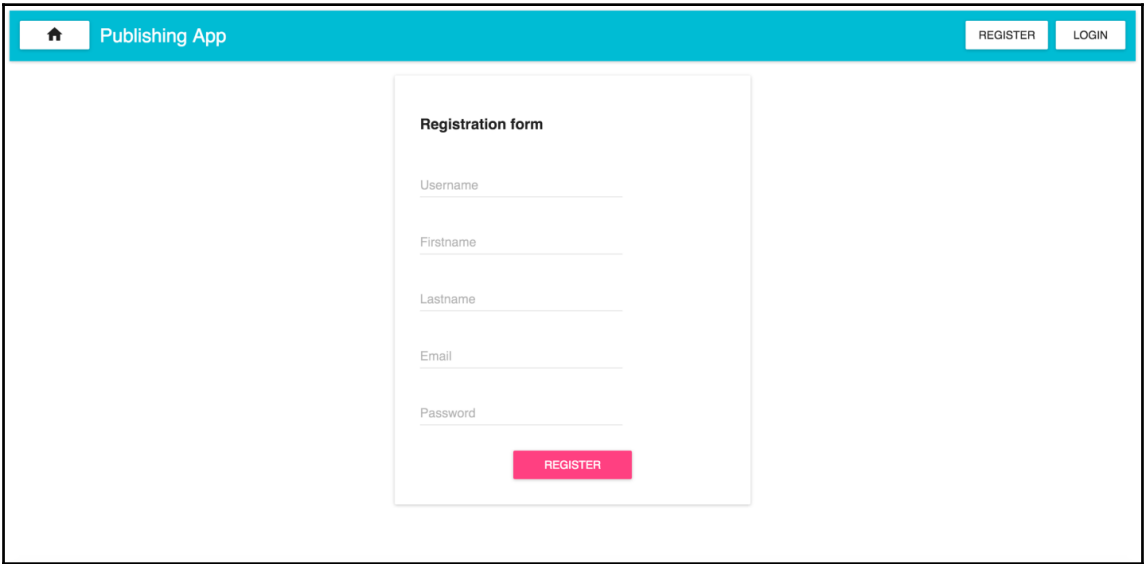 Publishing App
REGISTER
LOGIN
Registration form
Username
Firstname
Lastname
Email
Password
REGISTER